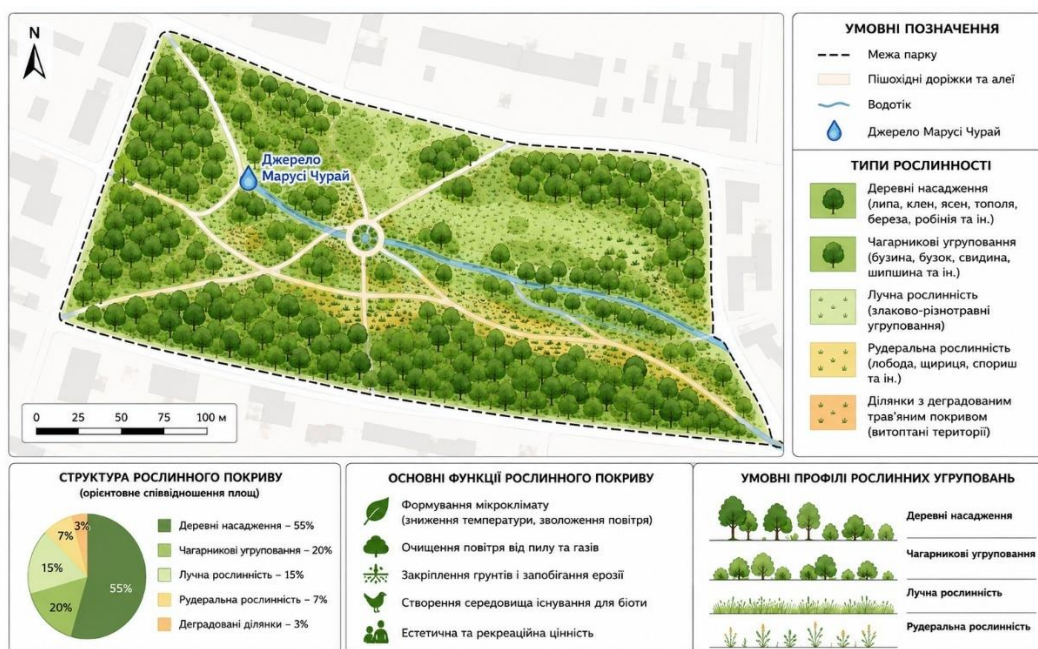 N
Джерело
Марусі Чурай
0 25 50 75 100 м
УМОВНІ ПОЗНАЧЕННЯ
Межа парку
Пішохідні доріжки та алеї
Водотік
Джерело Марусі Чурай
ТИПИ РОСЛИННОСТІ
Деревні насадження
(липа, клен, ясен, тополя,
береза, робінія та ін.)
Чагарникові угруповання
(бузина, бузок, свидина,
шипшина та ін.)
Лучна рослинність
(злаково-різнотравні
угруповання)
Рудеральна рослинність
(лобода, щириця, спориш
та ін.)
Ділянки з деградованим
трав'яним покривом
(витоптані території)
СТРУКТУРА РОСЛИННОГО ПОКРИВУ
(орієнтовне співвідношення площ)
3%
7%
15%
20%
55%
Деревні насадження – 55%
Чагарникові угруповання – 20%
Лучна рослинність – 15%
Рудеральна рослинність – 7%
Деградовані ділянки – 3%
ОСНОВНІ ФУНКЦІЇ РОСЛИННОГО ПОКРИВУ
Формування мікроклімату
(зниження температури, зволоження повітря)
Очищення повітря від пилу та газів
Закріплення ґрунтів і запобігання ерозії
Створення середовища існування для біоти
Естетична та рекреаційна цінність
УМОВНІ ПРОФІЛІ РОСЛИННИХ УГРУПОВАНЬ
Деревні насадження
Чагарникові угруповання
Лучна рослинність
Рудеральна рослинність